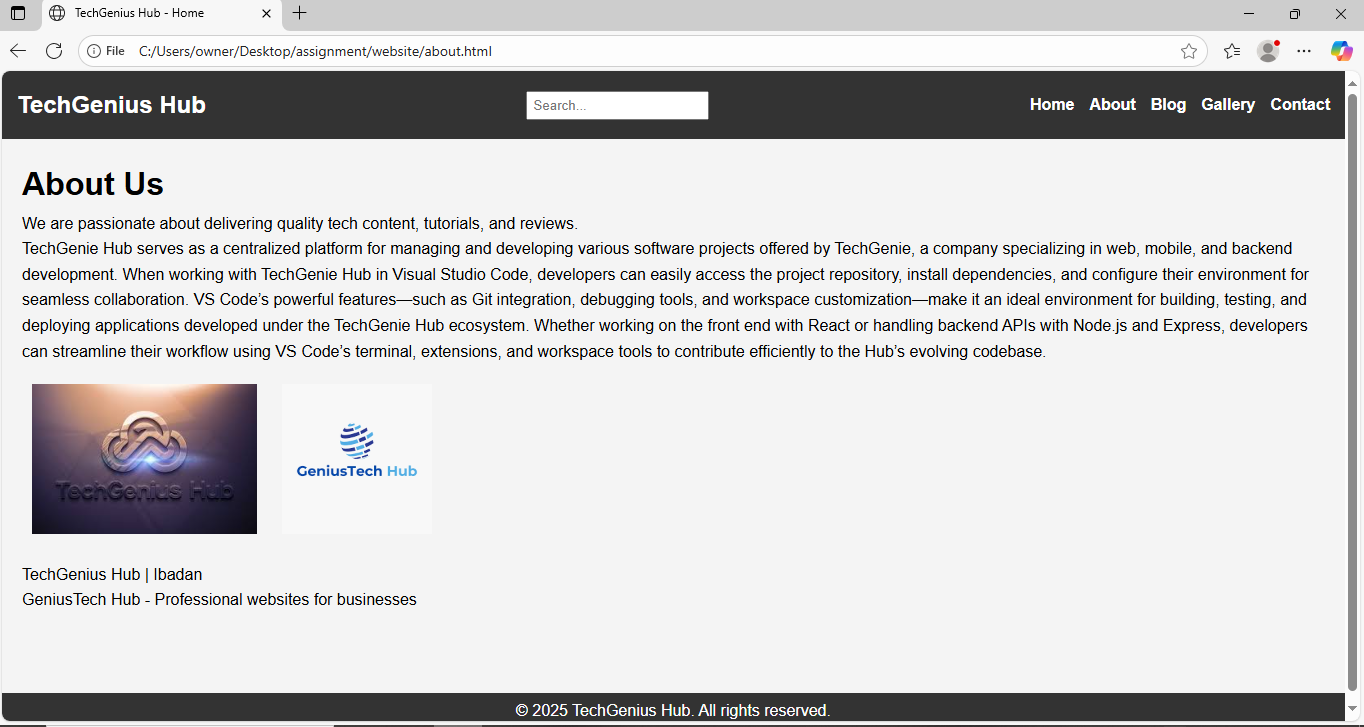 TechGenius Hub - Home
File C:/Users/owner/Desktop/assignment/website/about.html
TechGenius Hub
Search...
Home About Blog Gallery Contact
About Us
We are passionate about delivering quality tech content, tutorials, and reviews.
TechGenie Hub serves as a centralized platform for managing and developing various software projects offered by TechGenie, a company specializing in web, mobile, and backend
development. When working with TechGenie Hub in Visual Studio Code, developers can easily access the project repository, install dependencies, and configure their environment for
seamless collaboration. VS Code’s powerful features—such as Git integration, debugging tools, and workspace customization—make it an ideal environment for building, testing, and
deploying applications developed under the TechGenie Hub ecosystem. Whether working on the front end with React or handling backend APIs with Node.js and Express, developers
can streamline their workflow using VS Code’s terminal, extensions, and workspace tools to contribute efficiently to the Hub’s evolving codebase.
TechGenius Hub
GeniusTech Hub
TechGenius Hub | Ibadan
GeniusTech Hub - Professional websites for businesses
© 2025 TechGenius Hub. All rights reserved.